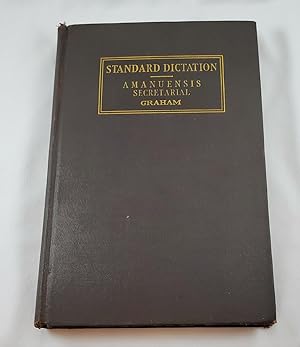 STANDARD DICTATION
AMANUENSIS
SECRETARIAL
GRAHAM